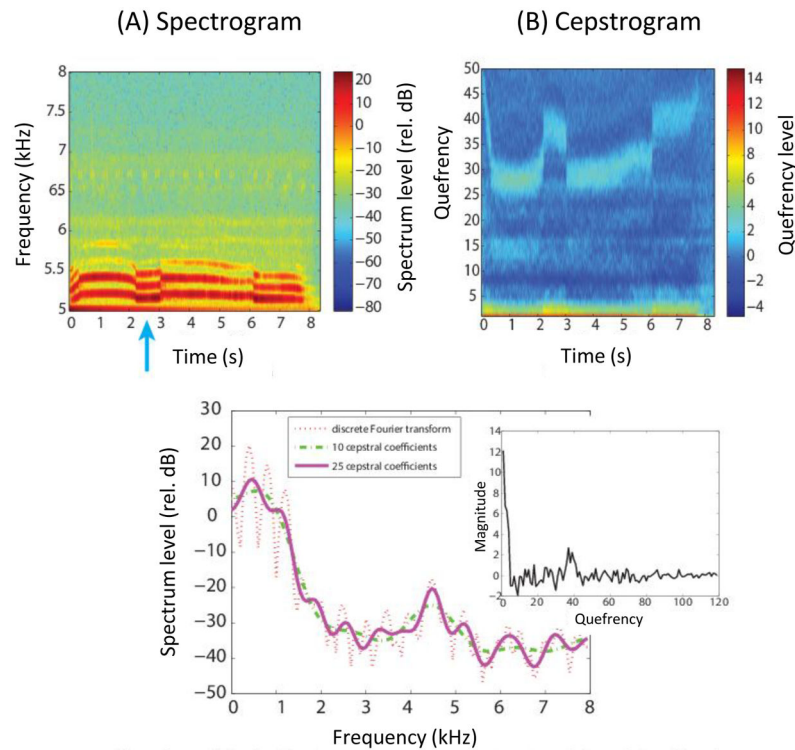 (A) Spectrogram
(B) Cepstrogram
Frequency (kHz)
8
7.5
7
6.5
6
5.5
5
0 1 2 3 4 5 6 7 8
Time (s)
20
10
0
−10
−20
−30
−40
−50
−60
−70
−80
Spectrum level (rel. dB)
Quefrency
50
45
40
35
30
25
20
15
10
5
0 1 2 3 4 5 6 7 8
Time (s)
14
12
10
8
6
4
2
0
−2
−4
Quefrency level
Spectrum level (rel. dB)
30
20
10
0
−10
−20
−30
−40
−50
0 1 2 3 4 5 6 7 8
Frequency (kHz)
discrete Fourier transform
10 cepstral coefficients
25 cepstral coefficients
Magnitude
14
12
10
8
6
4
2
0
−2
0 20 40 60 80 100 120
Quefrency